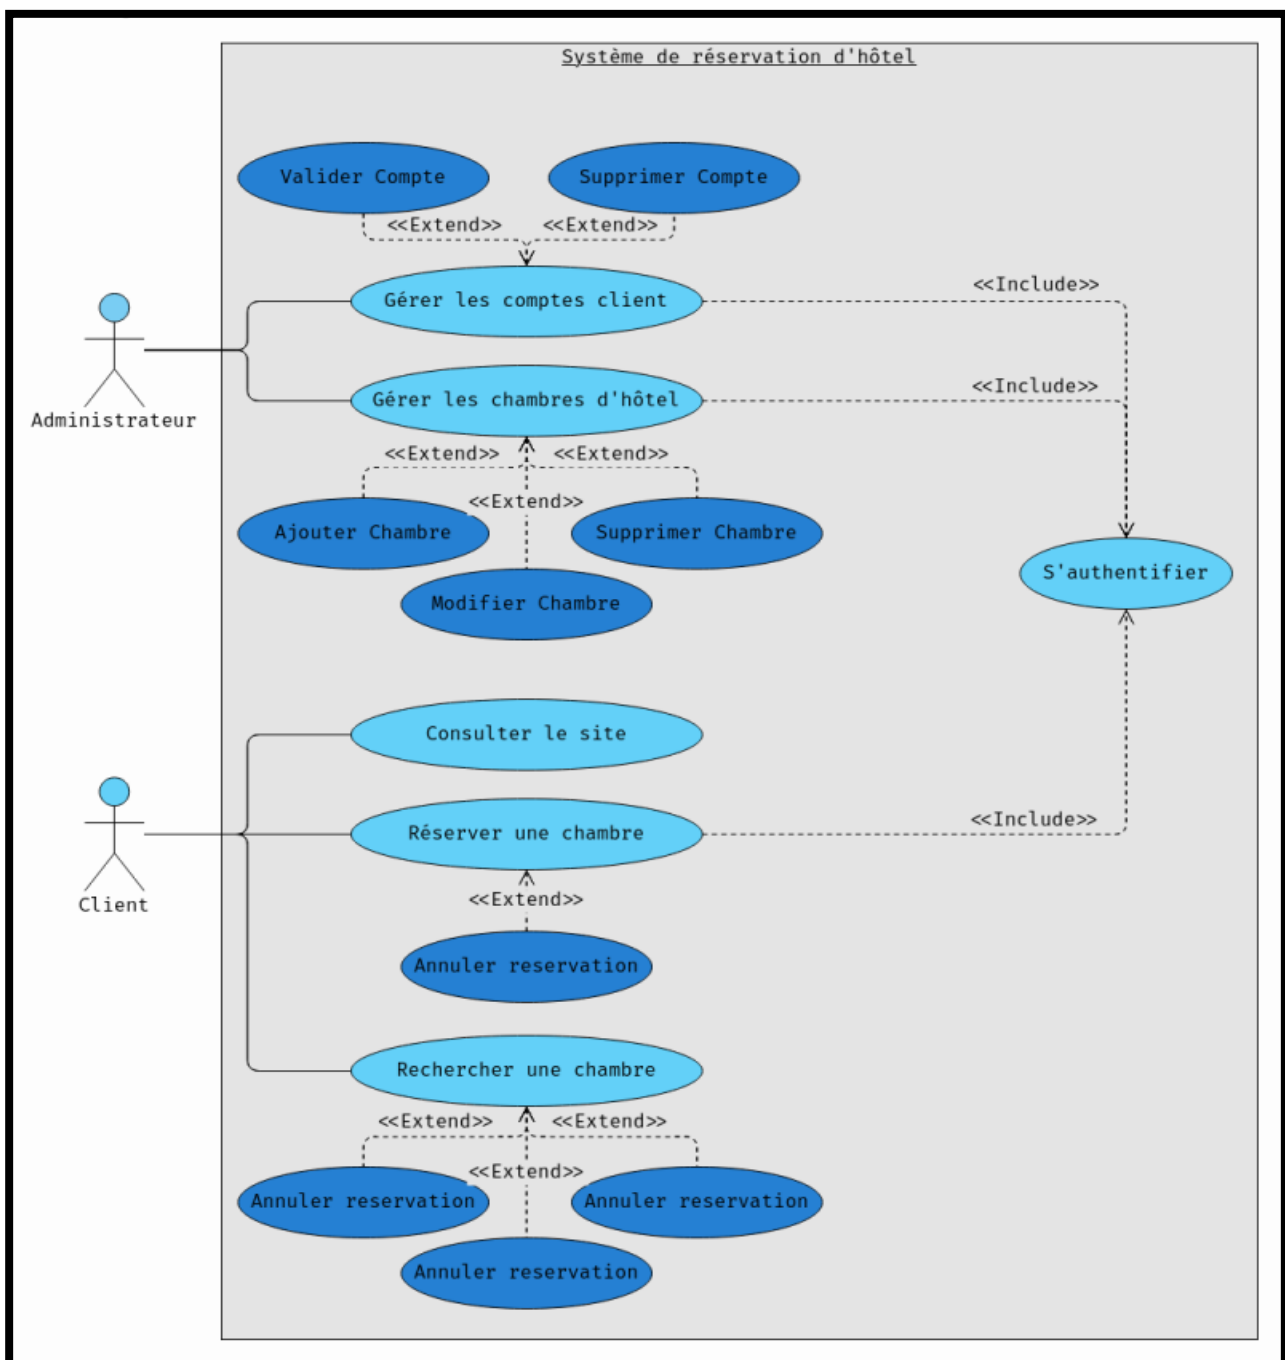 Système de réservation d'hôtel
Valider Compte
Supprimer Compte
<<Extend>>
<<Extend>>
Gérer les comptes client
<<Include>>
Administrateur
Gérer les chambres d'hôtel
<<Include>>
<<Extend>>
<<Extend>>
<<Extend>>
Ajouter Chambre
Supprimer Chambre
Modifier Chambre
S'authentifier
Consulter le site
Réserver une chambre
<<Include>>
Client
<<Extend>>
Annuler reservation
Rechercher une chambre
<<Extend>>
<<Extend>>
<<Extend>>
Annuler reservation
Annuler reservation
Annuler reservation